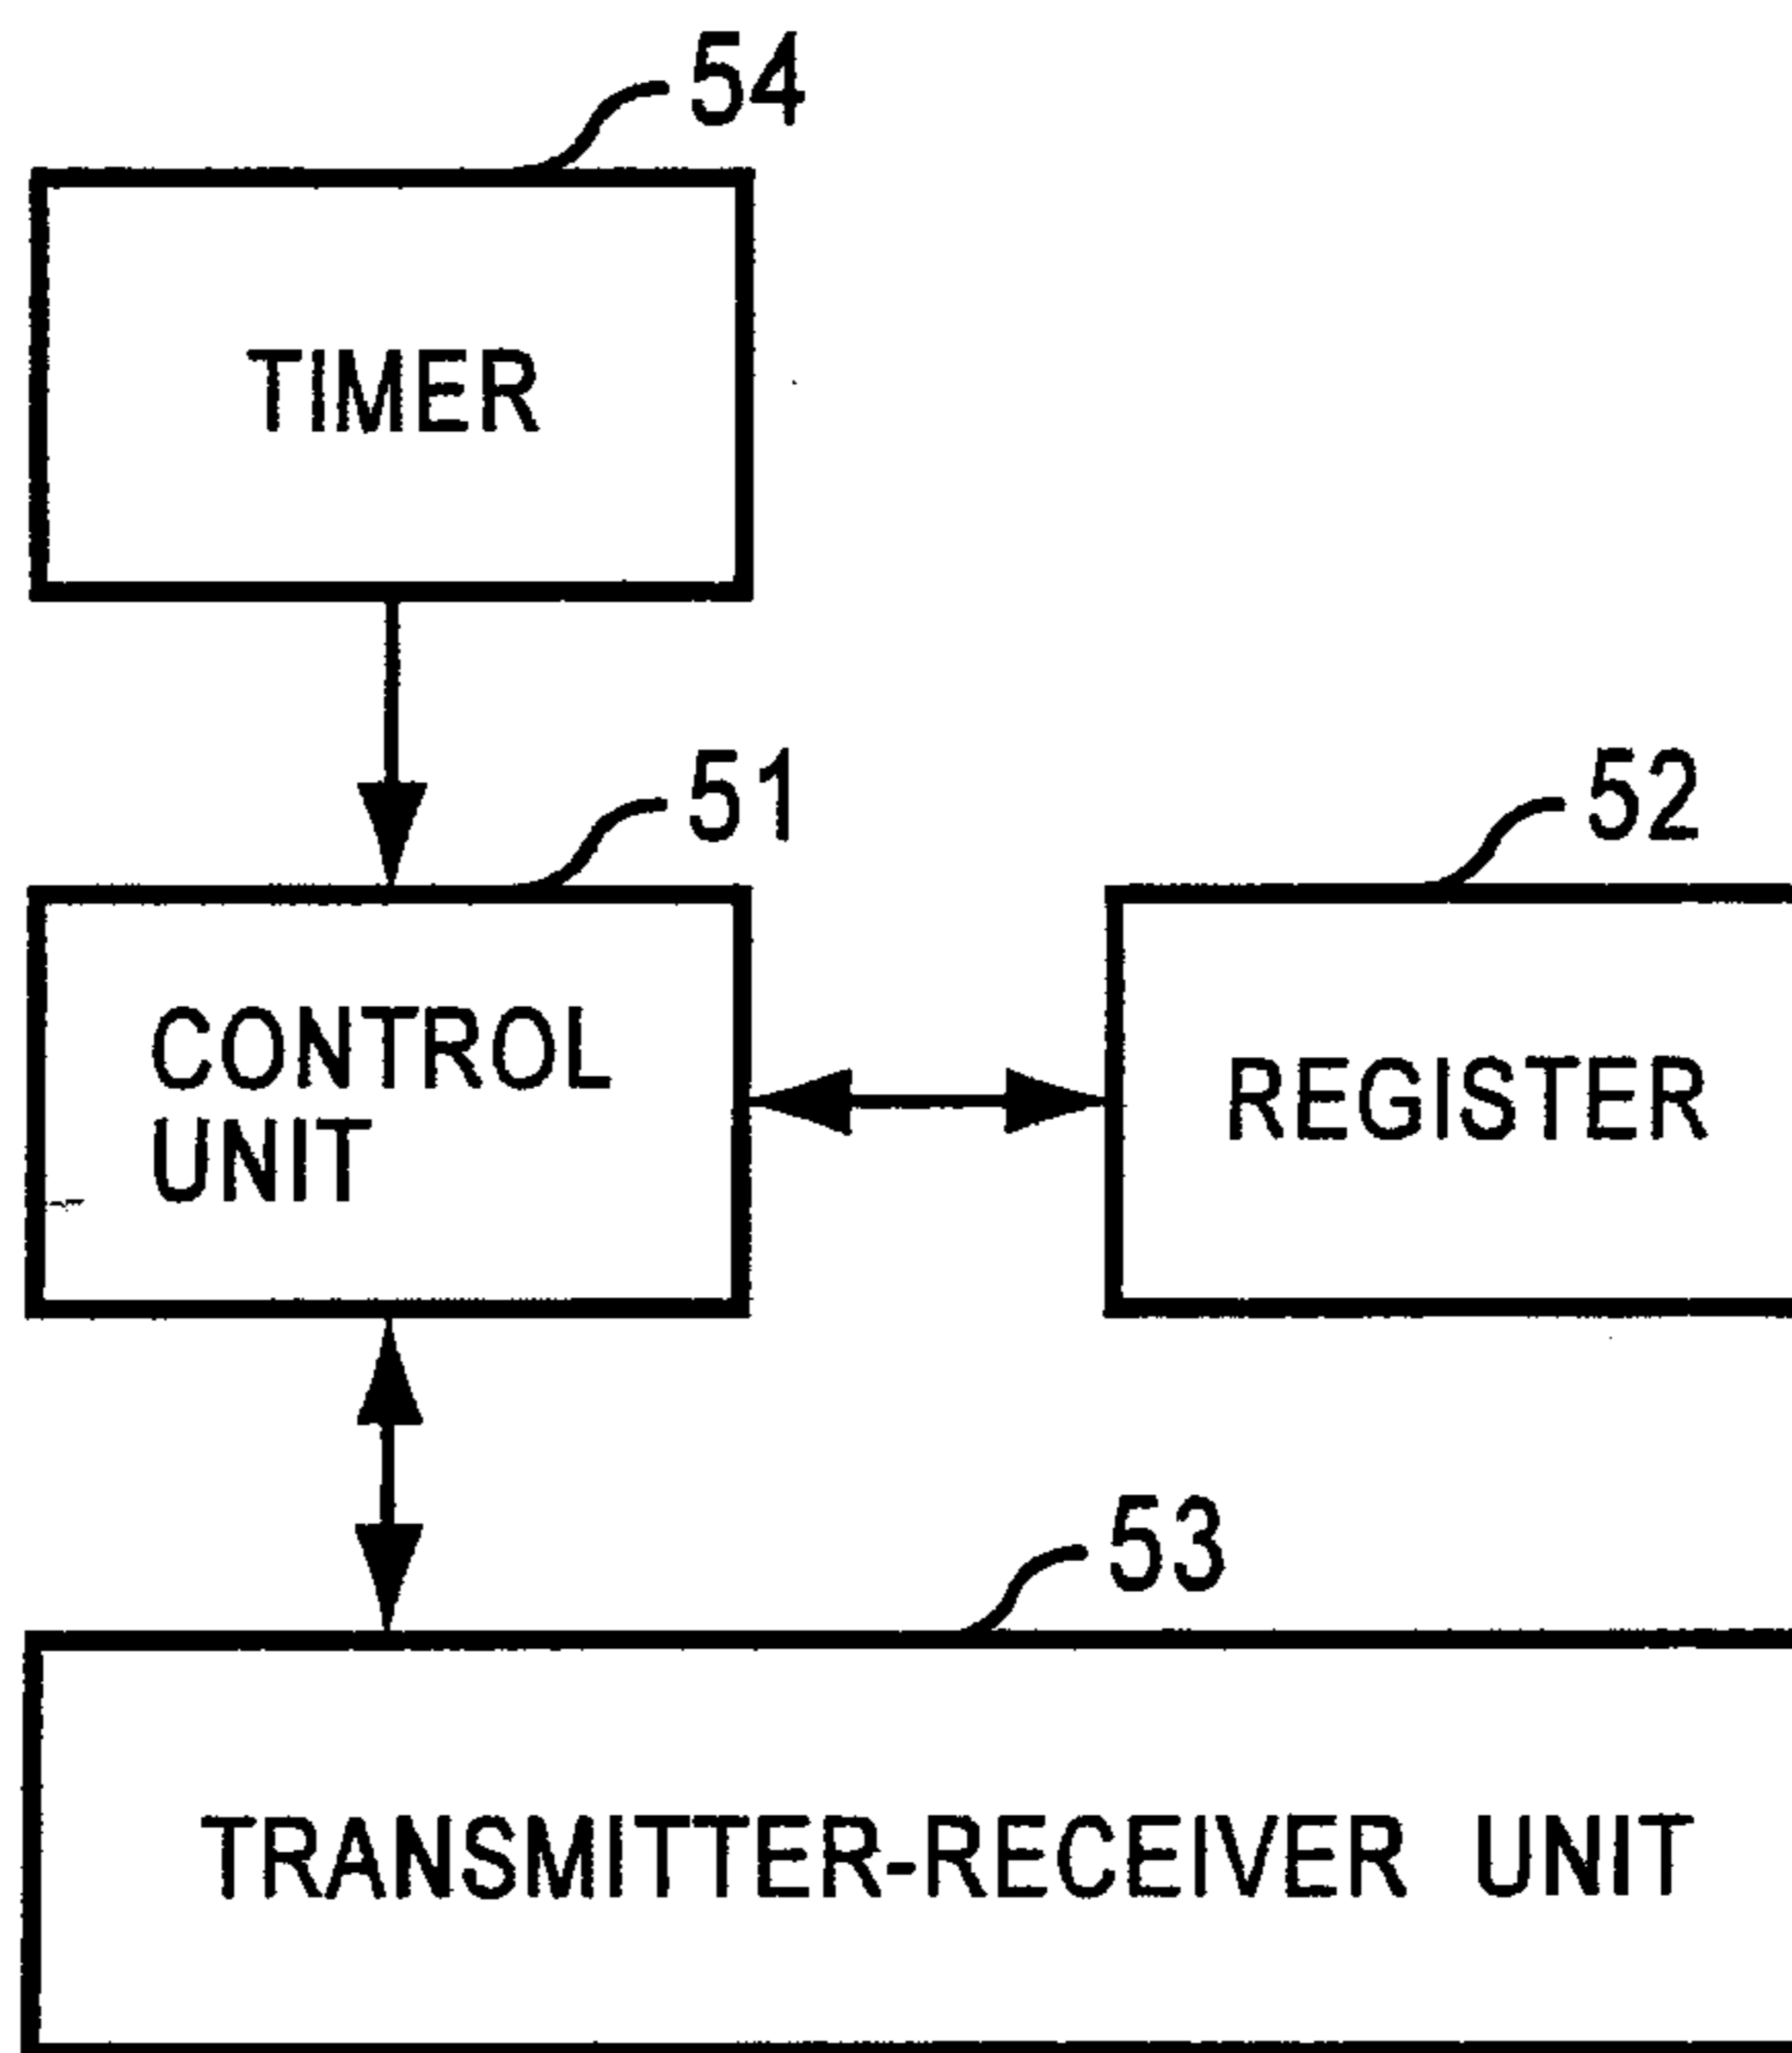 54
TIMER
51
52
CONTROL
UNIT
REGISTER
53
TRANSMITTER-RECEIVER UNIT